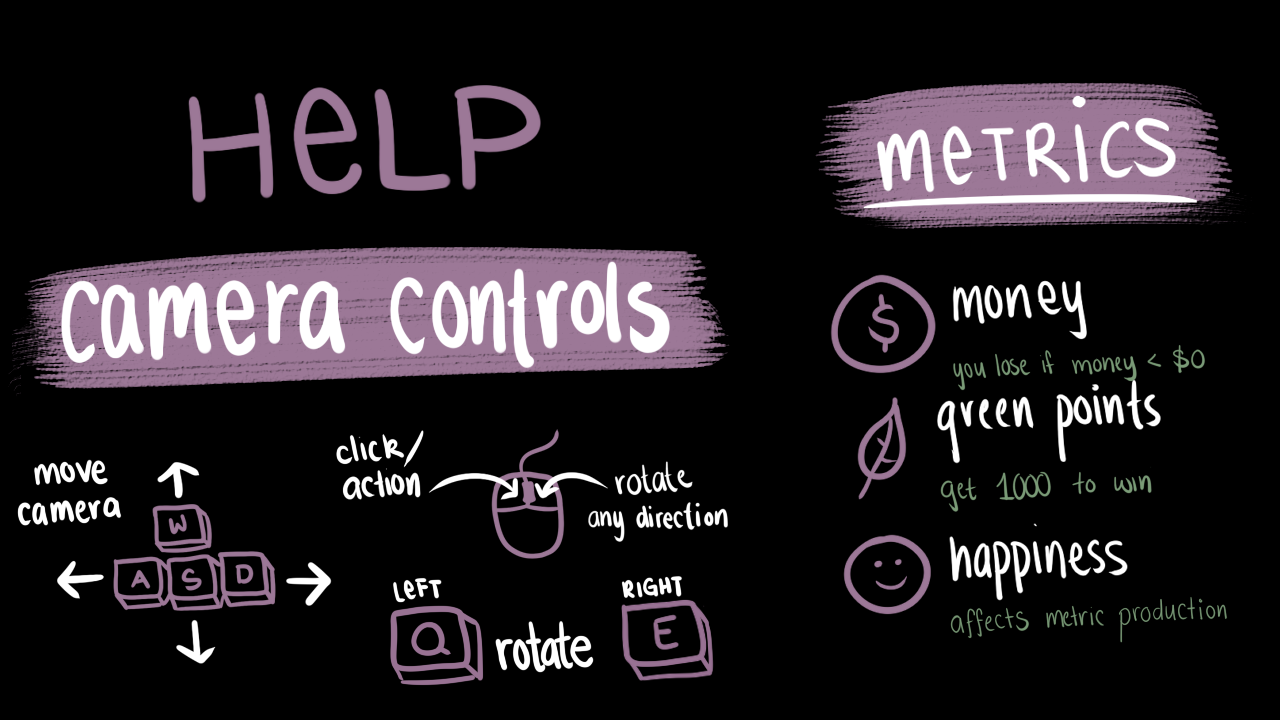 HeLP
camera controls
move
camera
W
A S D
click/
action
rotate
any direction
LEFT
Q
rotate
RIGHT
E
meTRiCS
$
money
you lose if money < $0
green points
get 1000 to win
happiness
affects metric production